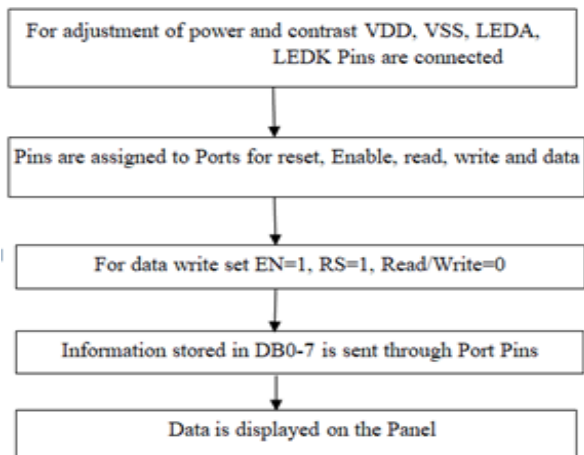 For adjustment of power and contrast VDD, VSS, LEDA,
LEDK Pins are connected
Pins are assigned to Ports for reset, Enable, read, write and data
For data write set EN=1, RS=1, Read/Write=0
Information stored in DB0-7 is sent through Port Pins
Data is displayed on the Panel